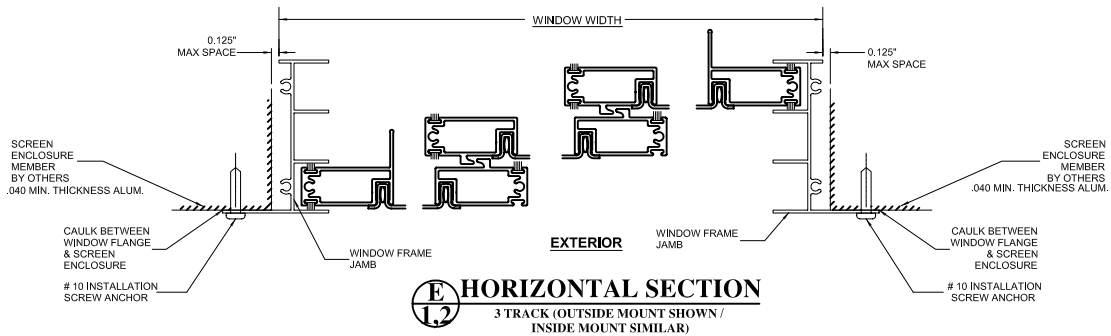 WINDOW WIDTH
0.125"
MAX SPACE
0.125"
MAX SPACE
SCREEN
ENCLOSURE
MEMBER
BY OTHERS
.040 MIN. THICKNESS ALUM.
SCREEN
ENCLOSURE
MEMBER
BY OTHERS
.040 MIN. THICKNESS ALUM.
CAULK BETWEEN
WINDOW FLANGE
& SCREEN
ENCLOSURE
# 10 INSTALLATION
SCREW ANCHOR
WINDOW FRAME
JAMB
EXTERIOR
WINDOW FRAME
JAMB
CAULK BETWEEN
WINDOW FLANGE
& SCREEN
ENCLOSURE
# 10 INSTALLATION
SCREW ANCHOR
E
1,2
HORIZONTAL SECTION
3 TRACK (OUTSIDE MOUNT SHOWN /
INSIDE MOUNT SIMILAR)